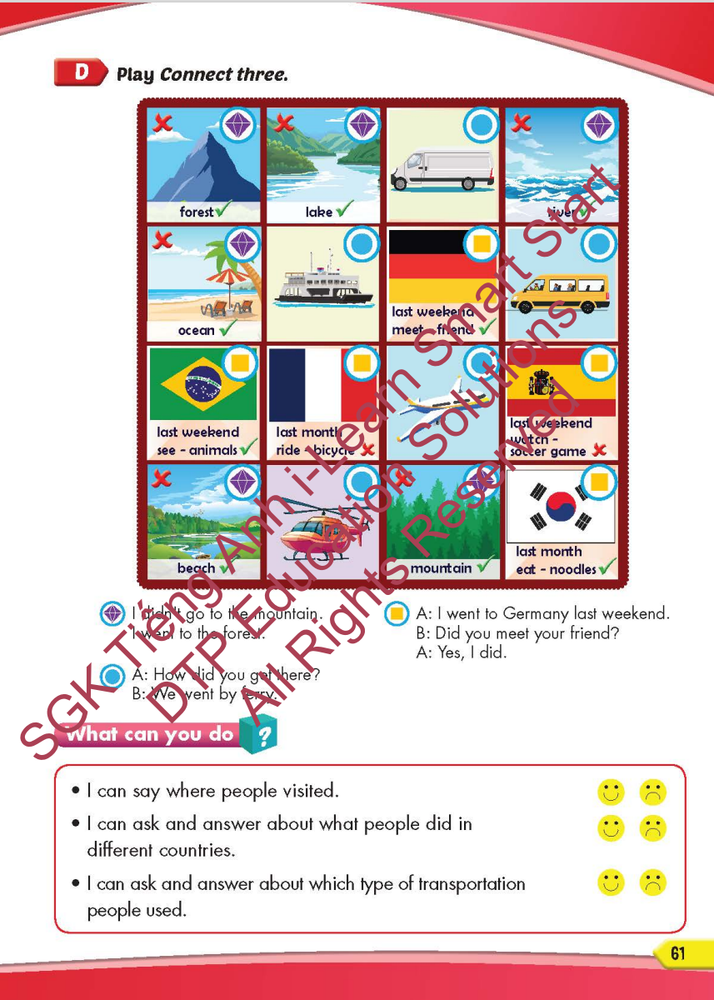 D
Play Connect three.
forest
lake
river
ocean
last weekend
meet - friend
last weekend
see - animals
last month
ride - bicycle
last weekend
watch -
soccer game
beach
mountain
last month
eat - noodles
I didn't go to the mountain.
I went to the forest.
A: How did you get there?
B: We went by ferry.
A: I went to Germany last weekend.
B: Did you meet your friend?
A: Yes, I did.
SGK Tiếng Anh i-Learn Smart Start
DTP Education Solutions
All Rights Reserved
What can you do ?
• I can say where people visited.
• I can ask and answer about what people did in
different countries.
• I can ask and answer about which type of transportation
people used.
61